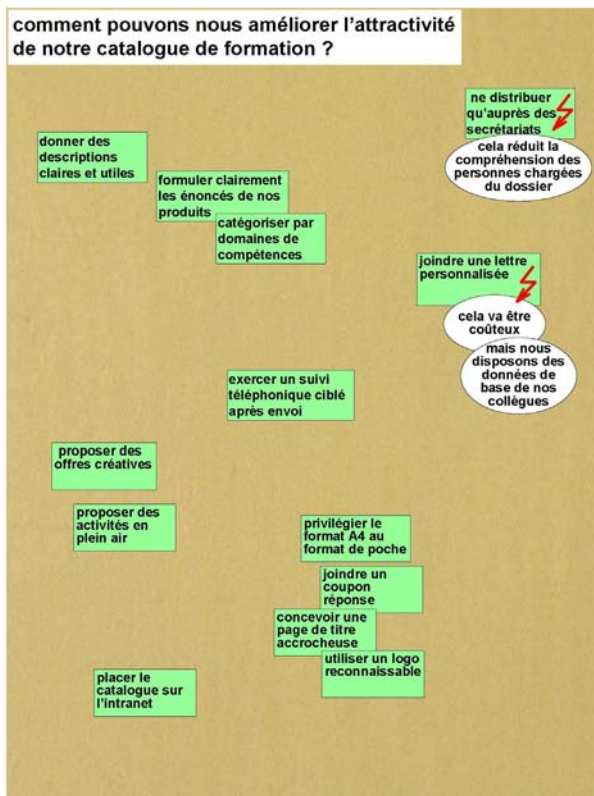 comment pouvons nous améliorer l'attractivité
de notre catalogue de formation ?
ne distribuer
qu'auprès des
secrétariats
cela réduit la
compréhension des
personnes chargées
du dossier
donner des
descriptions
claires et utiles
formuler clairement
les énoncés de nos
produits
catégoriser par
domaines de
compétences
joindre une lettre
personnalisée
cela va être
coûteux
mais nous
disposons des
données de
base de nos
collègues
exercer un suivi
téléphonique ciblé
après envoi
proposer des
offres créatives
proposer des
activités en
plein air
privilégier le
format A4 au
format de poche
joindre un
coupon
réponse
concevoir une
page de titre
accrocheuse
utiliser un logo
reconnaissable
placer le
catalogue sur
l'intranet